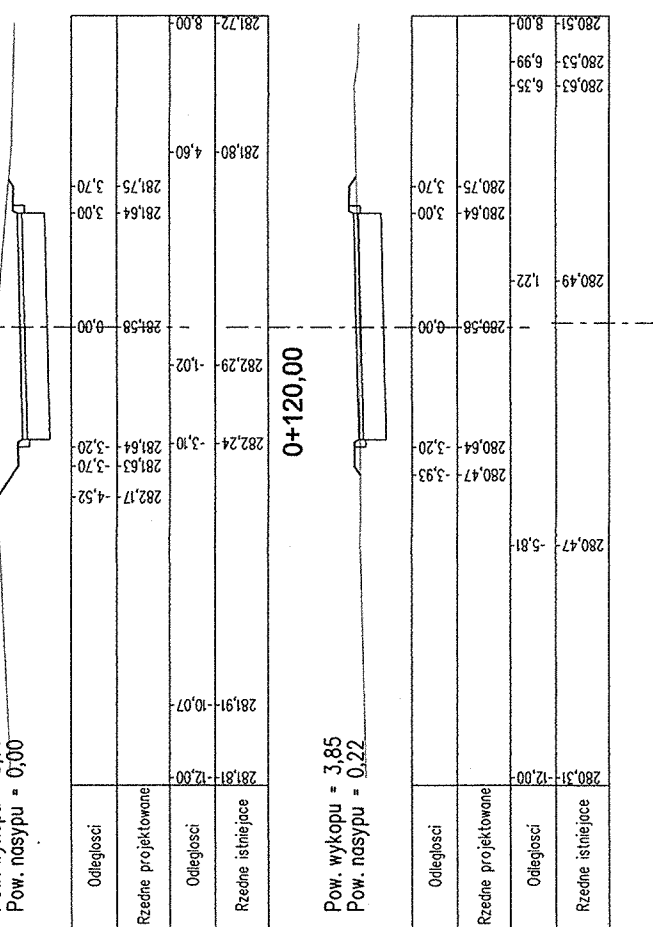 Pow. nasypu = 0,00
Odleglosci -4,52 -3,70 -3,20 0,00 3,00 3,70
Rzedne projektowane 282,17 281,63 281,64 281,58 281,64 281,75
Odleglosci -12,00 -10,07 -3,10 -1,02 4,60 8,00
Rzedne istniejace 281,81 281,91 282,24 282,29 281,80 281,72
0+120,00
Pow. wykopu = 3,85
Pow. nasypu = 0,22
Odleglosci -3,93 -3,20 0,00 3,00 3,70
Rzedne projektowane 280,47 280,64 280,58 280,64 280,75
Odleglosci -12,00 -5,81 1,22 6,35 6,99 8,00
Rzedne istniejace 280,31 280,47 280,49 280,63 280,53 280,51